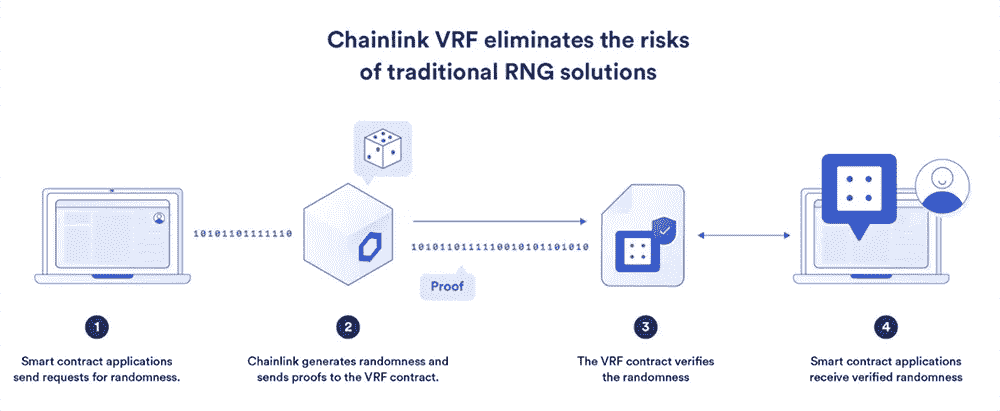 Chainlink VRF eliminates the risks
of traditional RNG solutions
10101101111110
1010110111110010101101010
Proof
1
2
3
4
Smart contract applications
send requests for randomness.
Chainlink generates randomness and
sends proofs to the VRF contract.
The VRF contract verifies
the randomness
Smart contract applications
receive verified randomness